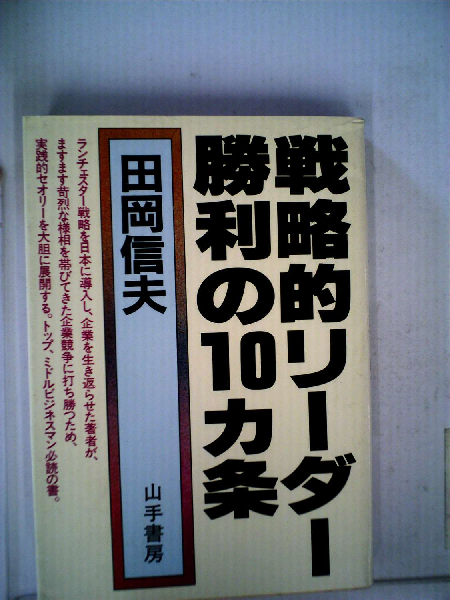 戦略的リーダー
勝利の10カ条
田岡信夫
山手書房
ランチェスター戦略を日本に導入し、企業を生き返らせた著者が、
ますます苛烈な様相を帯びてきた企業競争に打ち勝つため、
実践的セオリーを大胆に展開する。トップ、ミドルビジネスマン必読の書。